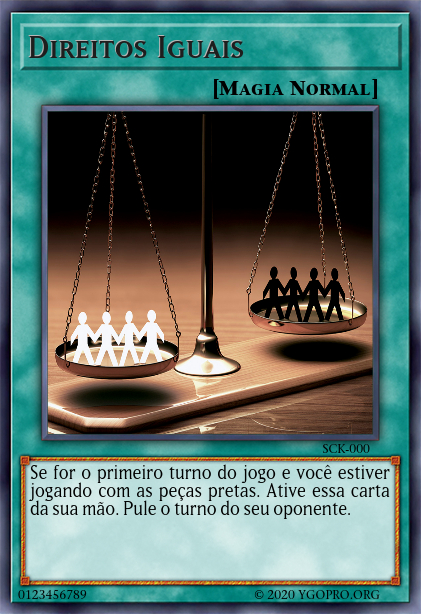 Direitos Iguais
[Magia Normal]
SCK-000
Se for o primeiro turno do jogo e você estiver
jogando com as peças pretas. Ative essa carta
da sua mão. Pule o turno do seu oponente.
0123456789
© 2020 YGOPRO.ORG